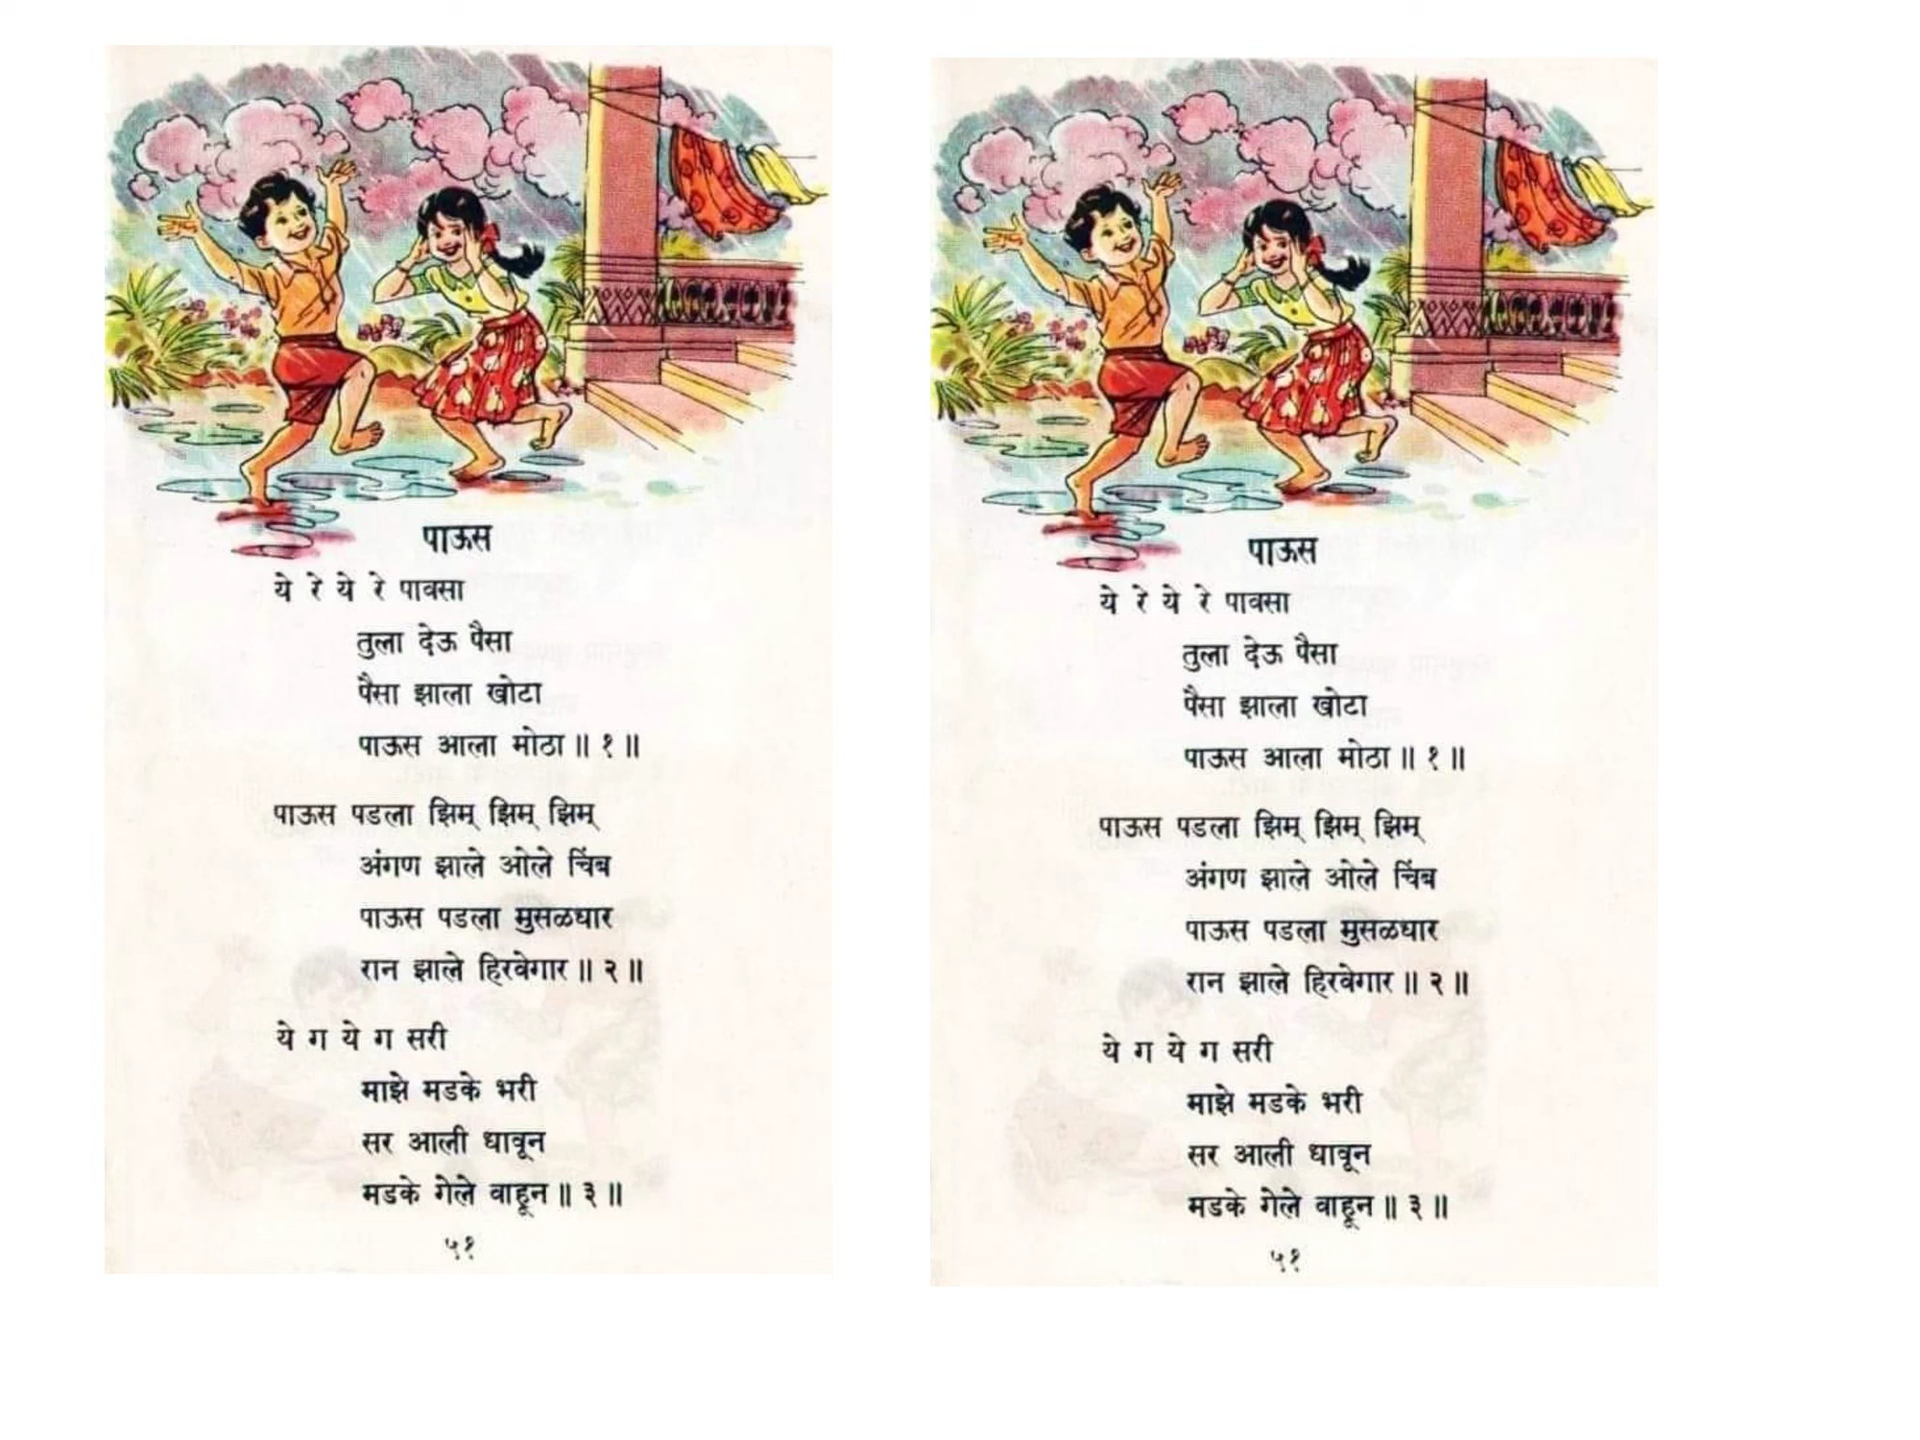 पाऊस
ये रे ये रे पावसा
तुला देऊ पैसा
पैसा झाला खोटा
पाऊस आला मोठा ॥ १ ॥
पाऊस पडला झिम् झिम् झिम्
अंगण झाले ओले चिंब
पाऊस पडला मुसळधार
रान झाले हिरवेगार ॥ २ ॥
ये ग ये ग सरी
माझे मडके भरी
सर आली धावून
मडके गेले वाहून ॥ ३ ॥
५१
पाऊस
ये रे ये रे पावसा
तुला देऊ पैसा
पैसा झाला खोटा
पाऊस आला मोठा ॥ १ ॥
पाऊस पडला झिम् झिम् झिम्
अंगण झाले ओले चिंब
पाऊस पडला मुसळधार
रान झाले हिरवेगार ॥ २ ॥
ये ग ये ग सरी
माझे मडके भरी
सर आली धावून
मडके गेले वाहून ॥ ३ ॥
५१